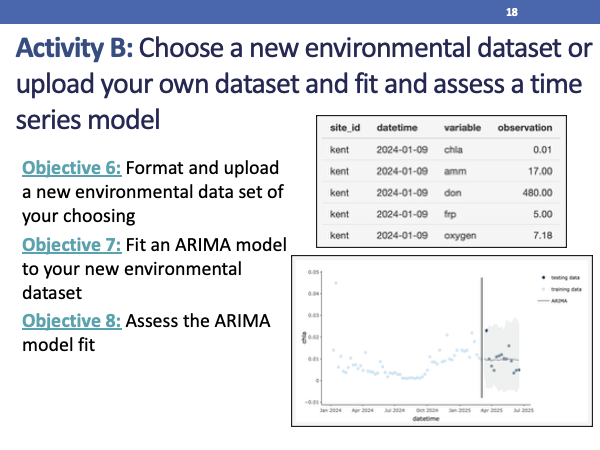 18
Activity B: Choose a new environmental dataset or
upload your own dataset and fit and assess a time
series model
Objective 6: Format and upload
a new environmental data set of
your choosing
Objective 7: Fit an ARIMA model
to your new environmental
dataset
Objective 8: Assess the ARIMA
model fit
site_id datetime variable observation
kent 2024-01-09 chla 0.01
kent 2024-01-09 amm 17.00
kent 2024-01-09 don 480.00
kent 2024-01-09 frp 5.00
kent 2024-01-09 oxygen 7.18
0.05
0.04
0.03
0.02
0.01
0
−0.01
chla
Jan 2024 Apr 2024 Jul 2024 Oct 2024 Jan 2025 Apr 2025 Jul 2025
datetime
testing data
training data
ARIMA